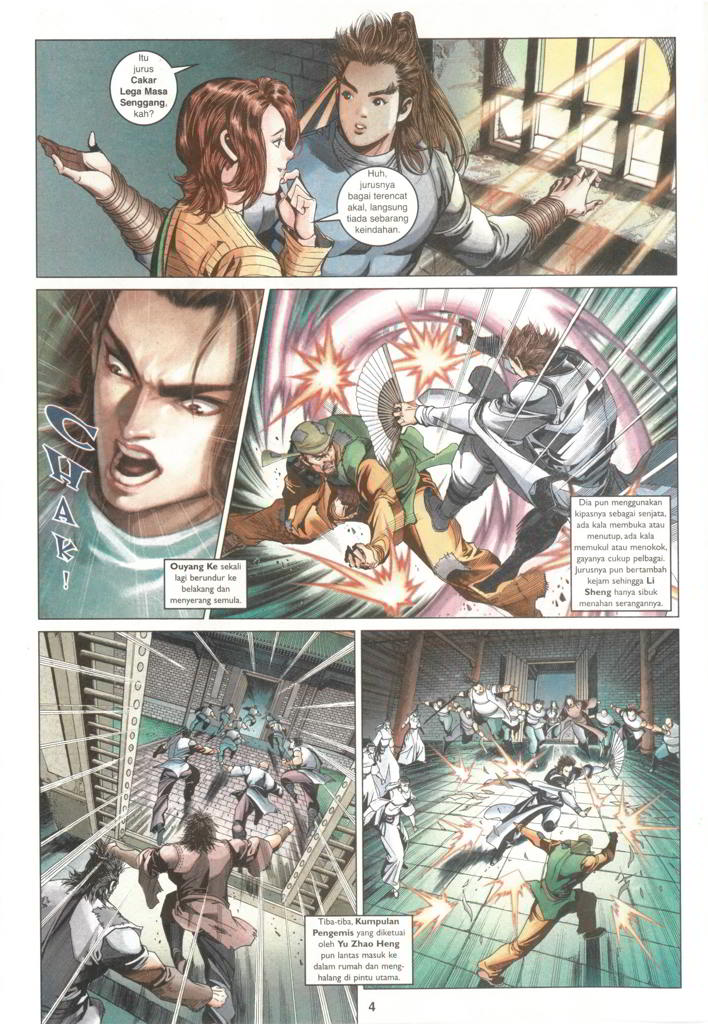 Itu
jurus
Cakar
Lega Masa
Senggang,
kah?
Huh,
jurusnya
bagai terencat
akal, langsung
tiada sebarang
keindahan.
CHAK!
Ouyang Ke sekali
lagi berundur ke
belakang dan
menyerang semula.
Dia pun menggunakan
kipasnya sebagai senjata,
ada kala membuka atau
menutup, ada kala
memukul atau menokok,
gayanya cukup pelbagai.
Jurusnya pun bertambah
kejam sehingga Li
Sheng hanya sibuk
menahan serangannya.
Tiba-tiba, Kumpulan
Pengemis yang diketuai
oleh Yu Zhao Heng
pun lantas masuk ke
dalam rumah dan meng-
halang di pintu utama.
4